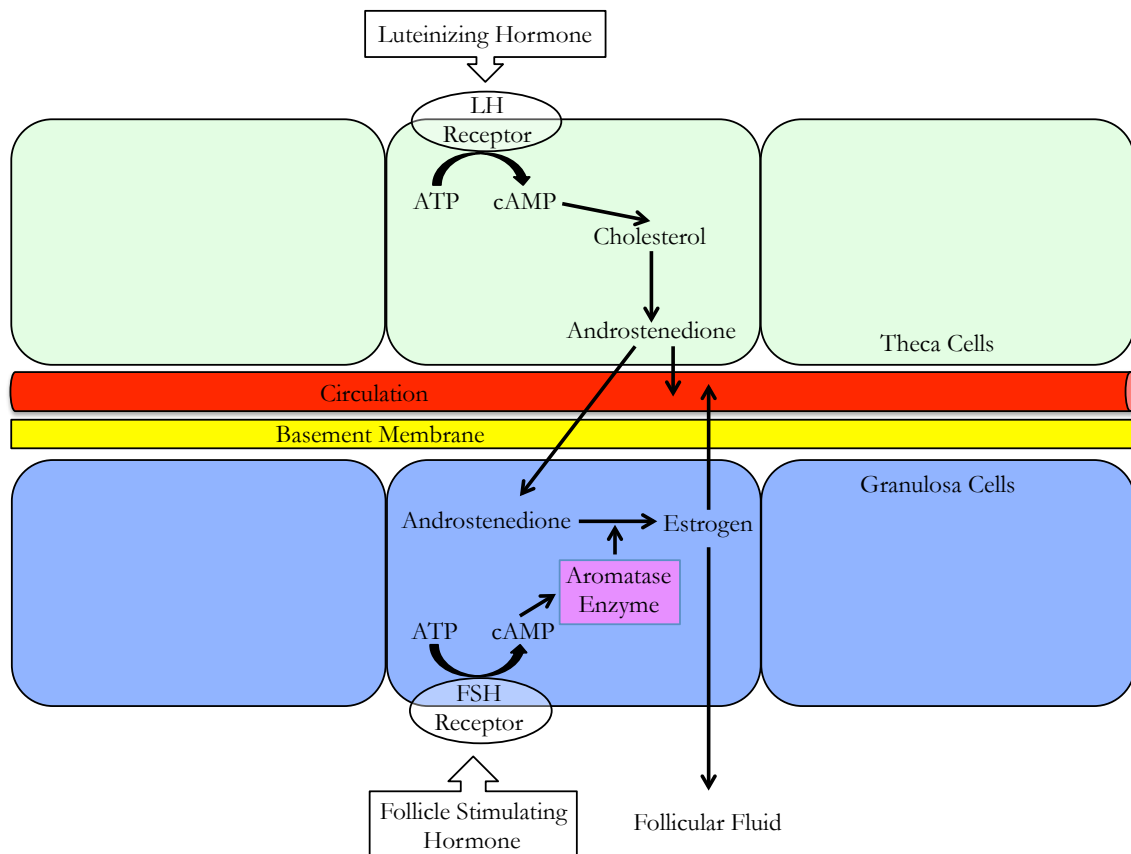 Luteinizing Hormone
LH
Receptor
ATP
cAMP
Cholesterol
Androstenedione
Theca Cells
Circulation
Basement Membrane
Granulosa Cells
Androstenedione
Estrogen
Aromatase
Enzyme
ATP
cAMP
FSH
Receptor
Follicle Stimulating
Hormone
Follicular Fluid